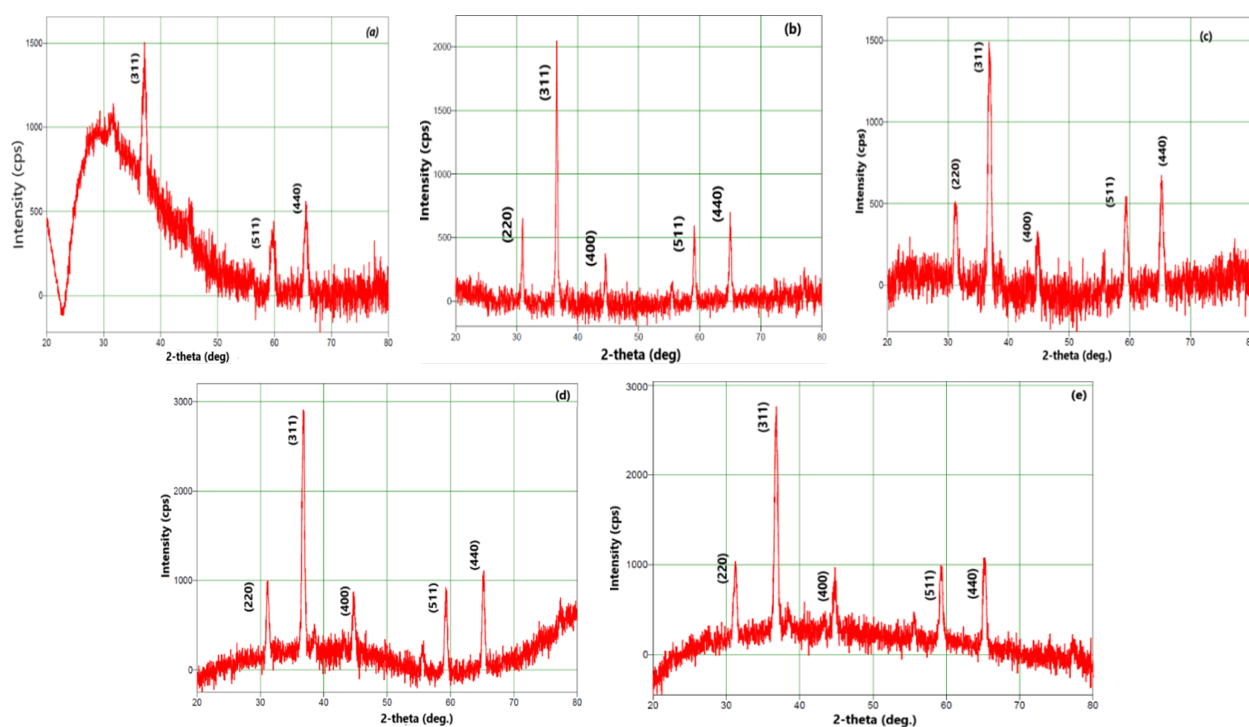 (a)
1500
1000
500
0
Intensity (cps)
(311)
(511)
(440)
20 30 40 50 60 70 80
2-theta (deg)
(b)
2000
1500
1000
500
0
Intensity (cps)
(220)
(311)
(400)
(511)
(440)
20 30 40 50 60 70 80
2-theta (deg.)
(c)
1500
1000
500
0
Intensity (cps)
(220)
(311)
(400)
(511)
(440)
20 30 40 50 60 70 80
2-theta (deg.)
(d)
3000
2000
1000
0
Intensity (cps)
(220)
(311)
(400)
(511)
(440)
20 30 40 50 60 70 80
2-theta (deg.)
(e)
3000
2000
1000
0
Intensity (cps)
(220)
(311)
(400)
(511)
(440)
20 30 40 50 60 70 80
2-theta (deg.)